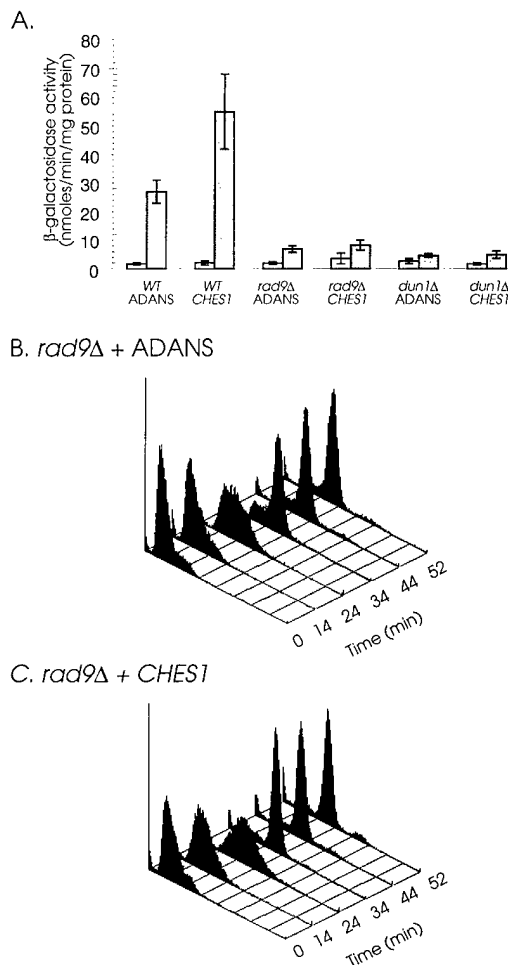 A.
β-galactosidase activity
(nmoles/min/mg protein)
80
70
60
50
40
30
20
10
0
WT
ADANS
WT
CHES1
rad9Δ
ADANS
rad9Δ
CHES1
dun1Δ
ADANS
dun1Δ
CHES1
B. rad9Δ + ADANS
0 14 24 34 44 52
Time (min)
C. rad9Δ + CHES1
0 14 24 34 44 52
Time (min)